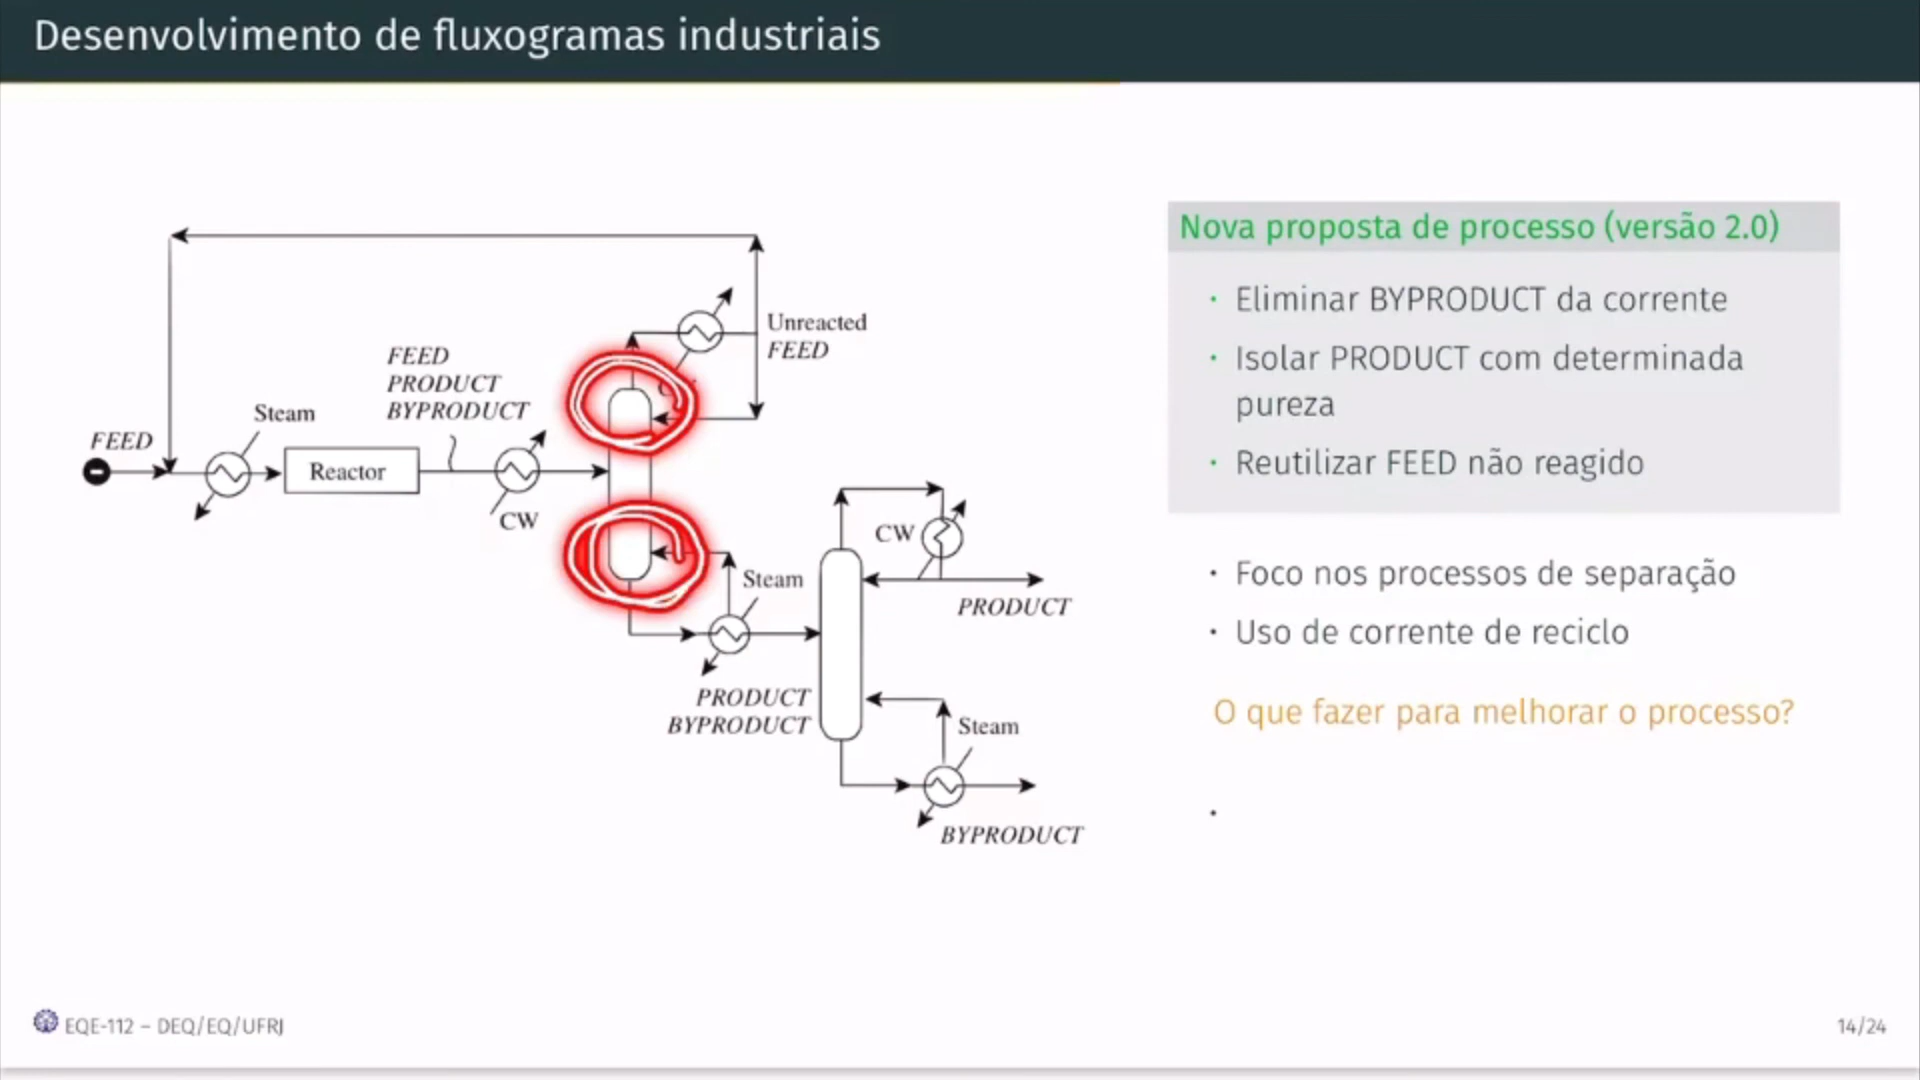 Desenvolvimento de fluxogramas industriais
Unreacted
FEED
FEED
PRODUCT
BYPRODUCT
Steam
FEED
Reactor
CW
CW
Steam
PRODUCT
PRODUCT
BYPRODUCT
Steam
BYPRODUCT
Nova proposta de processo (versão 2.0)
· Eliminar BYPRODUCT da corrente
· Isolar PRODUCT com determinada
pureza
· Reutilizar FEED não reagido
· Foco nos processos de separação
· Uso de corrente de reciclo
O que fazer para melhorar o processo?
·
EQE-112 – DEQ/EQ/UFRJ
14/24